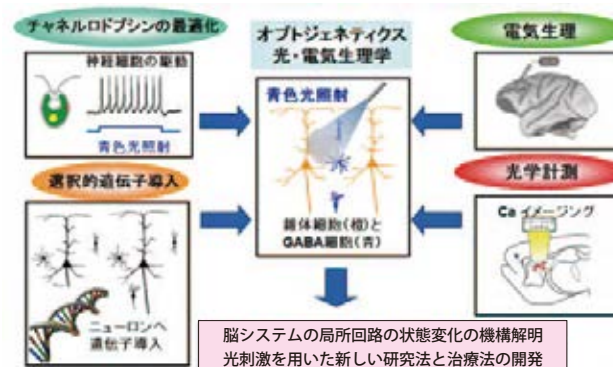 チャネルロドプシンの最適化
神経細胞の駆動
青色光照射
選択的遺伝子導入
ニューロンへ
遺伝子導入
オプトジェネティクス
光・電気生理学
青色光照射
錐体細胞(橙)と
GABA細胞(青)
電気生理
光学計測
Ca イメージング
脳システムの局所回路の状態変化の機構解明
光刺激を用いた新しい研究法と治療法の開発